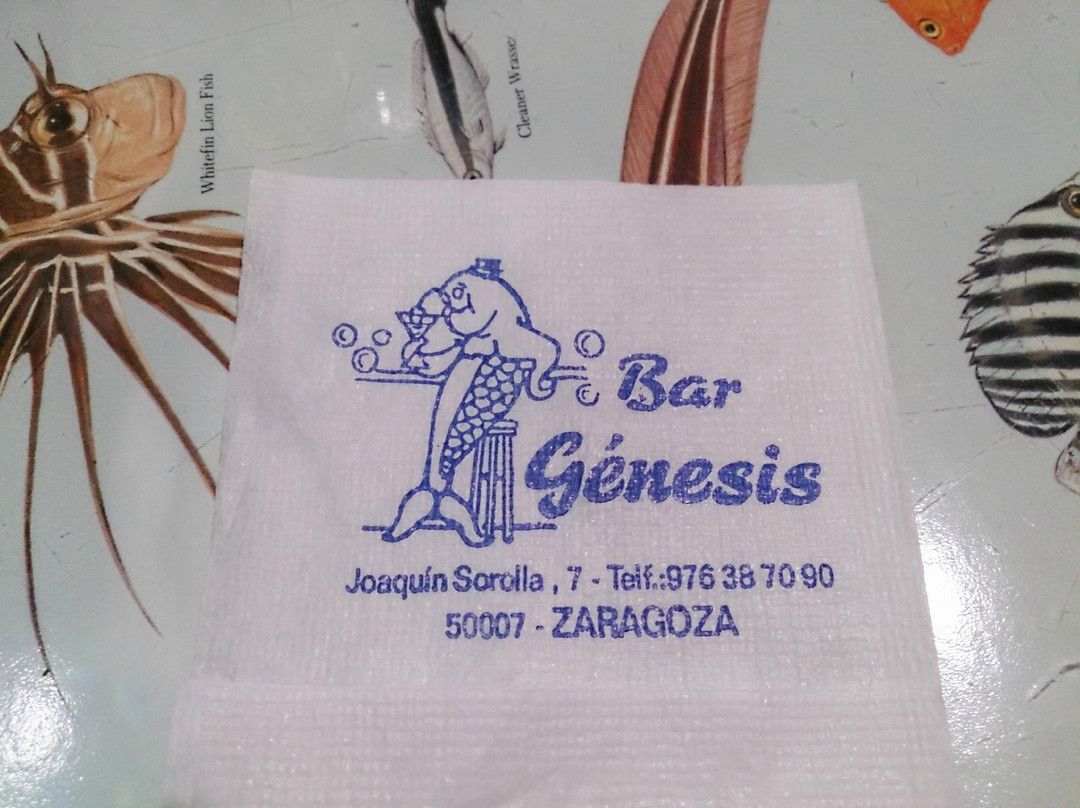 Whitefin Lion Fish
Cleaner Wrasse
Bar
Génesis
Joaquín Sorolla , 7 - Telf.:976 38 70 90
50007 - ZARAGOZA